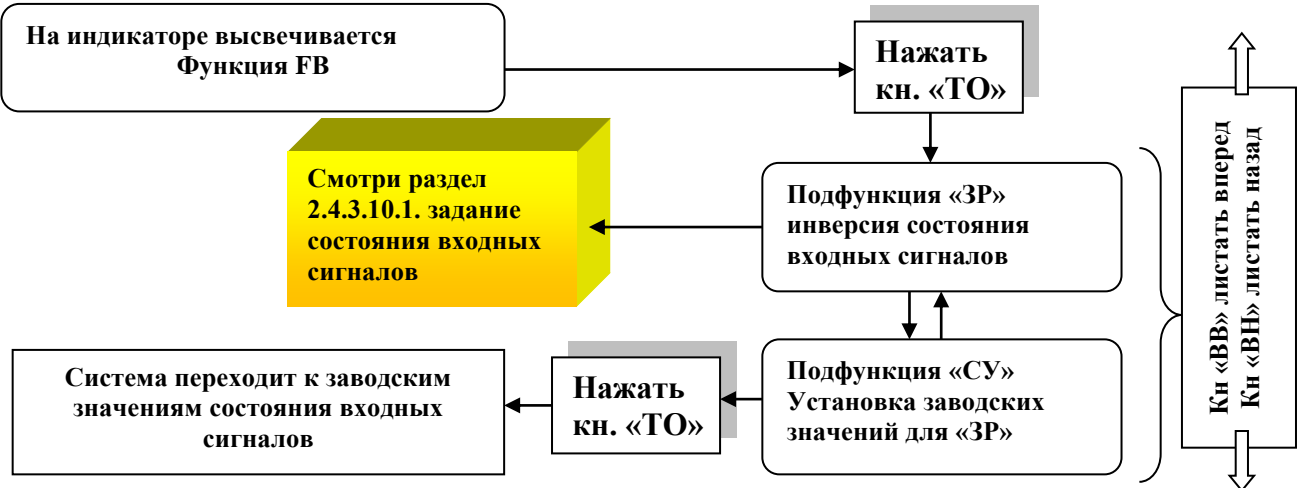 На индикаторе высвечивается
Функция FB
Нажать
кн. «ТО»
Смотри раздел
2.4.3.10.1. задание
состояния входных
сигналов
Подфункция «ЗР»
инверсия состояния
входных сигналов
Кн «ВВ» листать вперед
Кн «ВН» листать назад
Система переходит к заводским
значениям состояния входных
сигналов
Нажать
кн. «ТО»
Подфункция «СУ»
Установка заводских
значений для «ЗР»